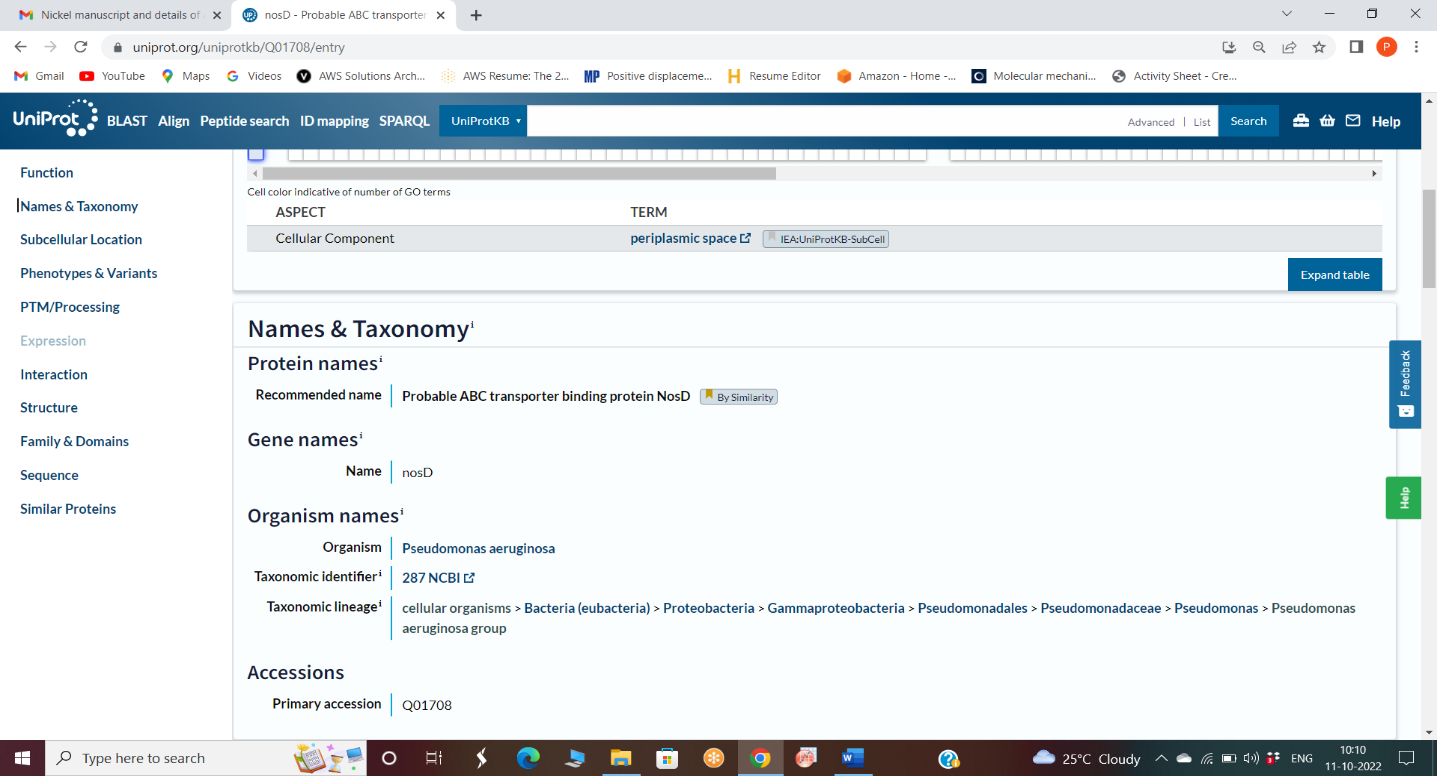 Nickel manuscript and details of
nosD - Probable ABC transporter
uniprot.org/uniprotkb/Q01708/entry
P
Gmail YouTube Maps Videos AWS Solutions Arch... AWS Resume: The 2... MP Positive displaceme... Resume Editor Amazon - Home -... Molecular mechani... Activity Sheet - Cre...
UniProt BLAST Align Peptide search ID mapping SPARQL UniProtKB Advanced | List Search Help
Function
Names & Taxonomy
Subcellular Location
Phenotypes & Variants
PTM/Processing
Expression
Interaction
Structure
Family & Domains
Sequence
Similar Proteins
Cell color indicative of number of GO terms
ASPECT TERM
Cellular Component periplasmic space IEA:UniProtKB-SubCell
Expand table
Names & Taxonomy i
Protein names i
Recommended name Probable ABC transporter binding protein NosD By Similarity
Gene names i
Name nosD
Organism names i
Organism Pseudomonas aeruginosa
Taxonomic identifier i 287 NCBI
Taxonomic lineage i cellular organisms > Bacteria (eubacteria) > Proteobacteria > Gammaproteobacteria > Pseudomonadales > Pseudomonadaceae > Pseudomonas > Pseudomonas
aeruginosa group
Accessions
Primary accession Q01708
Feedback
Help
Type here to search
25°C Cloudy
ENG
10:10
11-10-2022